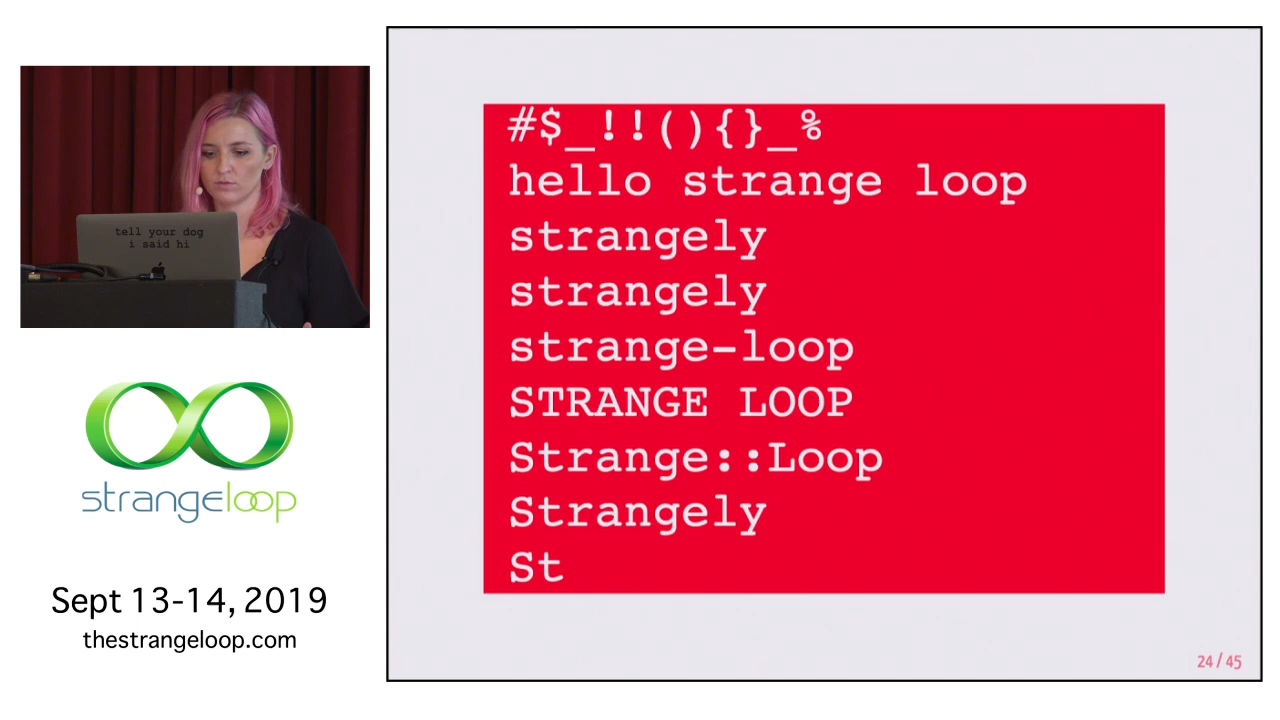 tell your dog
i said hi
strangeloop
Sept 13-14, 2019
thestrangeloop.com
#$_!!(){}_%
hello strange loop
strangely
strangely
strange-loop
STRANGE LOOP
Strange::Loop
Strangely
St
24/45